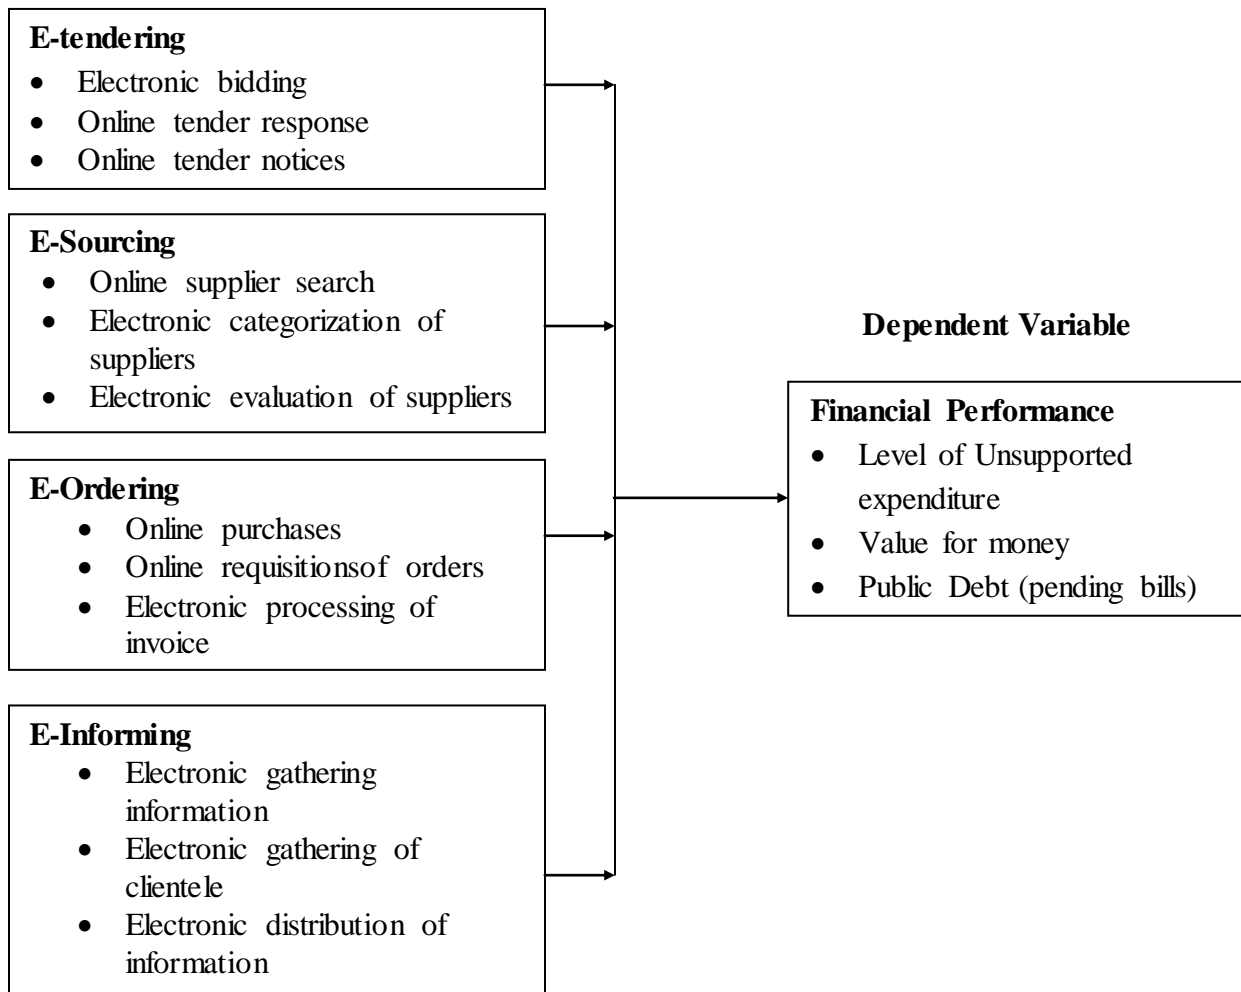 E-tendering
• Electronic bidding
• Online tender response
• Online tender notices
E-Sourcing
• Online supplier search
• Electronic categorization of
suppliers
• Electronic evaluation of suppliers
E-Ordering
• Online purchases
• Online requisitionsof orders
• Electronic processing of
invoice
E-Informing
• Electronic gathering
information
• Electronic gathering of
clientele
• Electronic distribution of
information
Dependent Variable
Financial Performance
• Level of Unsupported
expenditure
• Value for money
• Public Debt (pending bills)